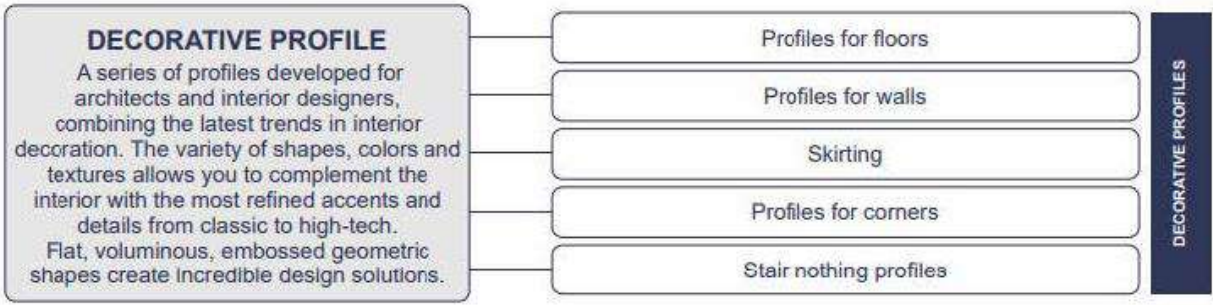 DECORATIVE PROFILE
A series of profiles developed for
architects and interior designers,
combining the latest trends in interior
decoration. The variety of shapes, colors and
textures allows you to complement the
interior with the most refined accents and
details from classic to high-tech.
Flat, voluminous, embossed geometric
shapes create incredible design solutions.
Profiles for floors
Profiles for walls
Skirting
Profiles for corners
Stair nothing profiles
DECORATIVE PROFILES